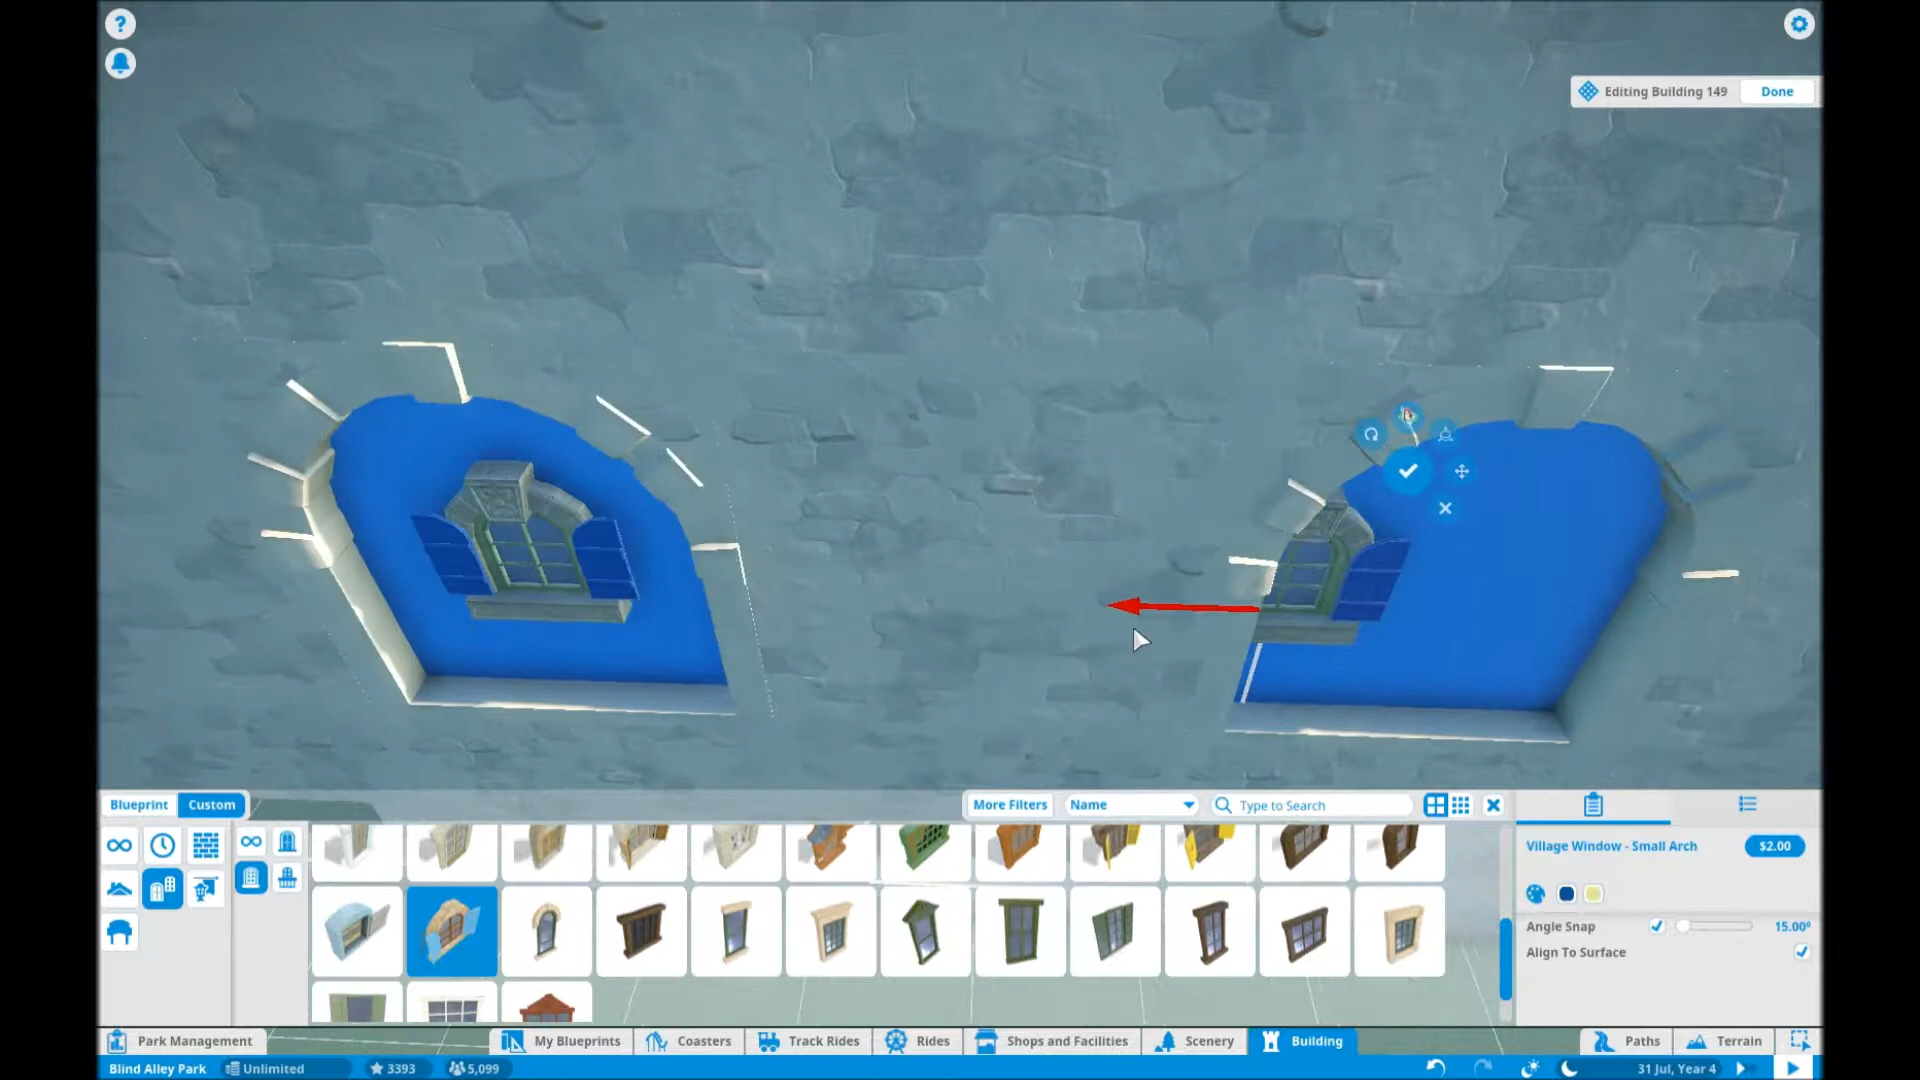 ?
Editing Building 149 Done
Blueprint Custom
More Filters Name Type to Search
Village Window - Small Arch $2.00
Angle Snap 15.00°
Align To Surface
Park Management My Blueprints Coasters Track Rides Rides Shops and Facilities Scenery Building Paths Terrain
Blind Alley Park Unlimited 3393 5,099 31 Jul, Year 4